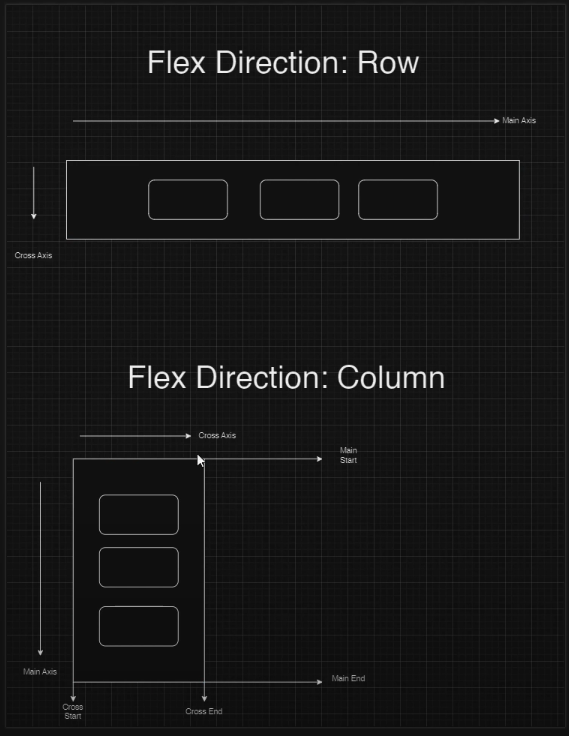 Flex Direction: Row
Main Axis
Cross Axis
Flex Direction: Column
Cross Axis
Main
Start
Main Axis
Main End
Cross
Start
Cross End